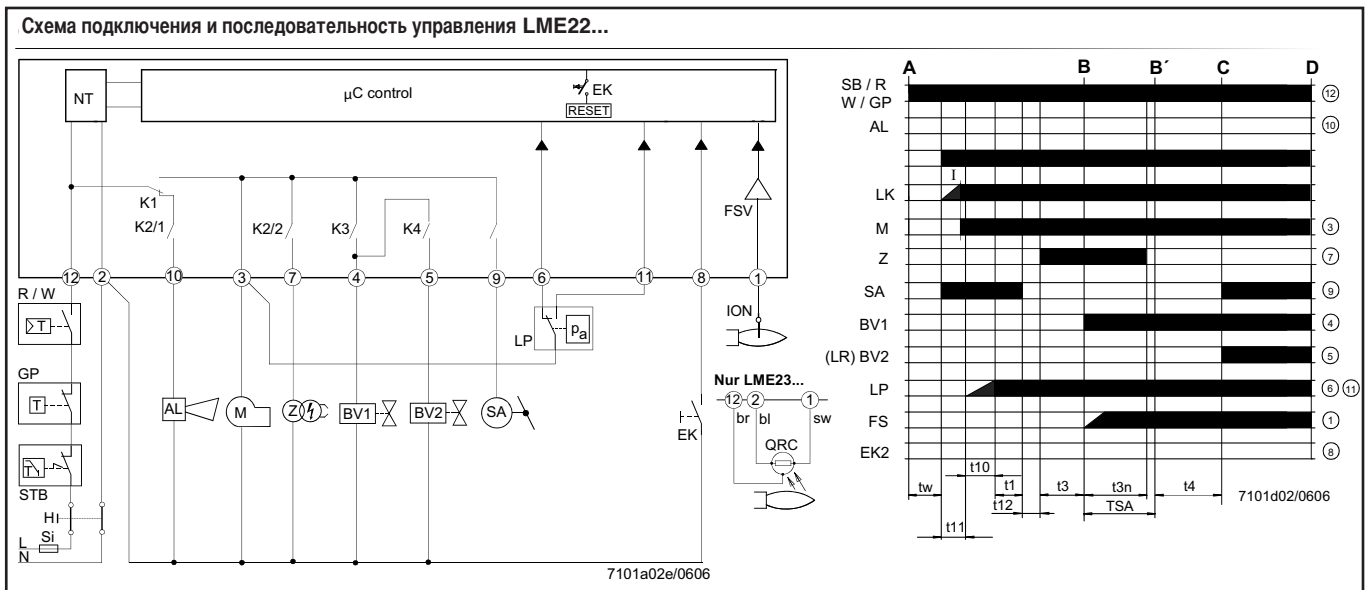 Схема подключения и последовательность управления LME22...
NT
µC control
EK
RESET
K1
K2/1
K2/2
K3
K4
FSV
12
2
10
3
7
4
5
9
6
11
8
1
R / W
T
GP
T
STB
T
H
L
Si
N
AL
M
Z
BV1
BV2
SA
LP
pa
EK
ION
Nur LME23...
12
2
1
br
bl
sw
QRC
7101a02e/0606
A
B
B´
C
D
SB / R
W / GP
12
AL
10
I
LK
M
3
Z
7
SA
9
BV1
4
(LR) BV2
5
LP
6
11
FS
1
EK2
8
t10
tw
t1
t3
t3n
t4
t12
TSA
t11
7101d02/0606